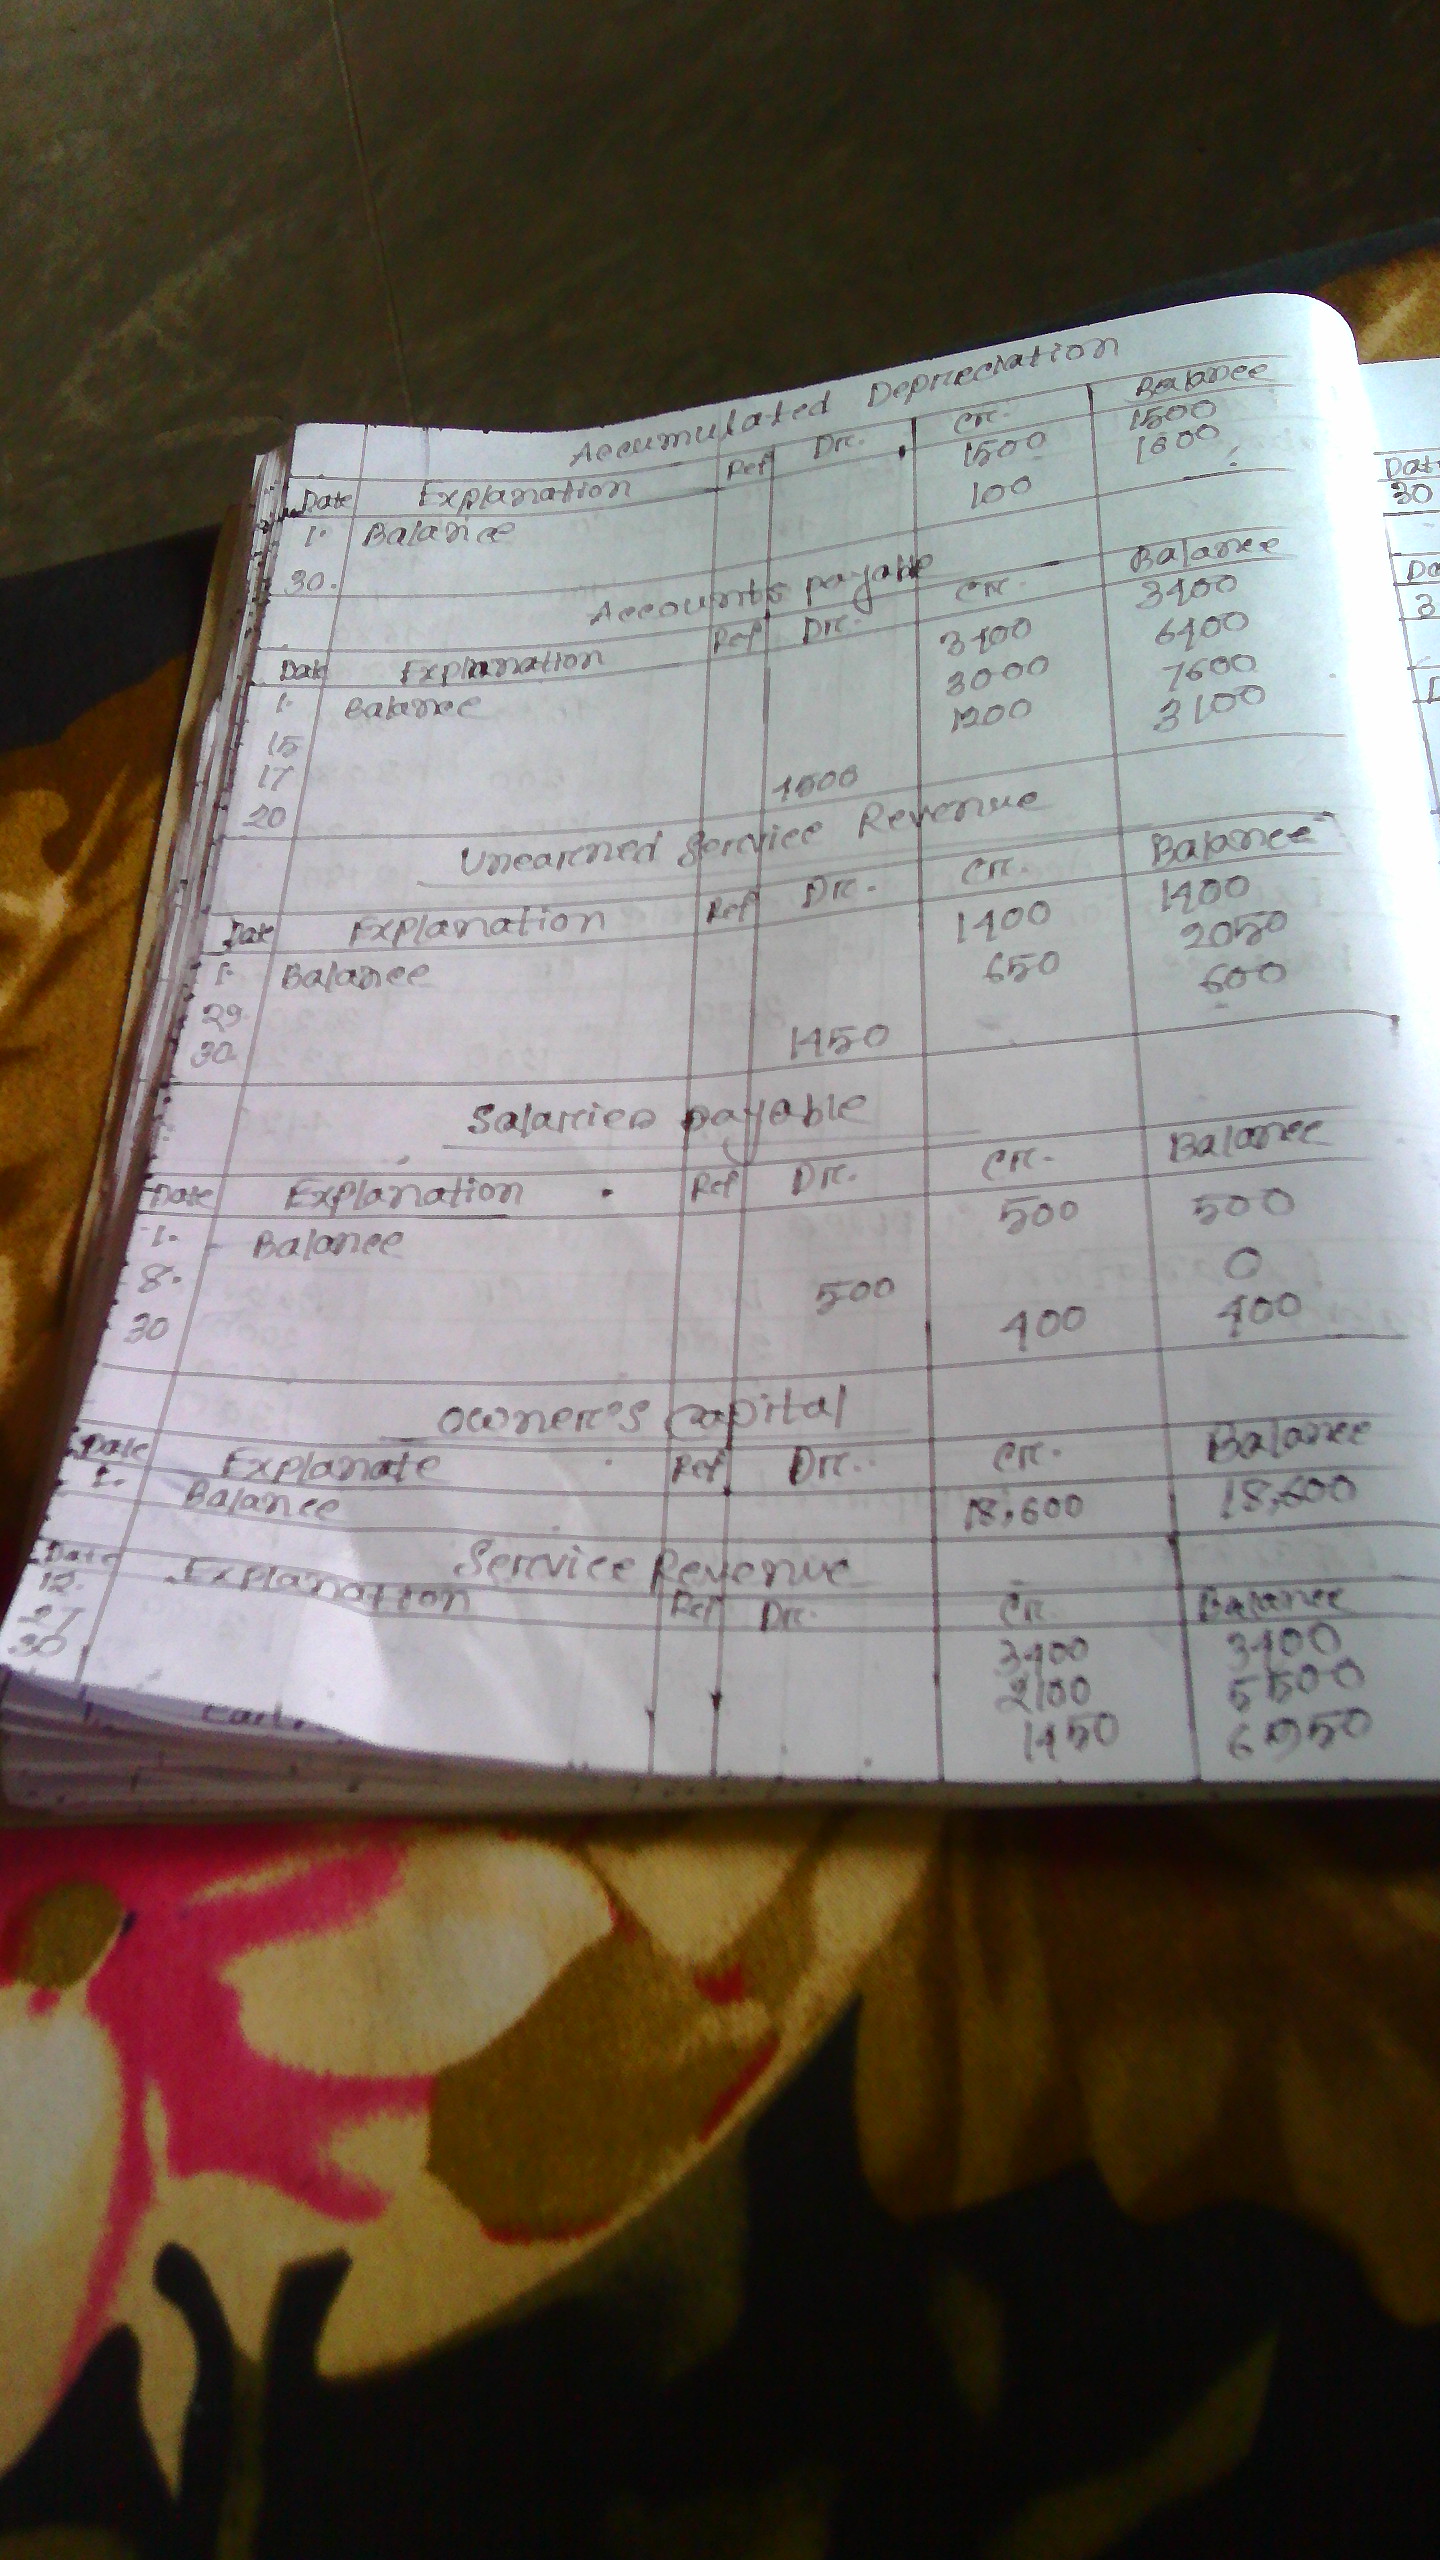 Accumulated Depreciation
Date Explanation Ref Dr. Cr. Balance
1. Balance 1500 1500
30. 100 1600
Accounts payable
Date Explanation Ref Dr. Cr. Balance
1. Balance 3400 3400
15 3000 6400
17 1200 7600
20 4500 3100
Unearned Service Revenue
Date Explanation Ref Dr. Cr. Balance
1. Balance 1400 1400
29. 650 2050
30. 1450 600
Salaries payable
Date Explanation Ref Dr. Cr. Balance
1. Balance 500 500
8. 500 0
30 400 400
Owner's capital
Date Explanate Ref Dr. Cr. Balance
1. Balance 18,600 18,600
Service Revenue
Date Explanation Ref Dr. Cr. Balance
12. 3400 3400
27 2100 5500
30 1450 6950
Date
30
3